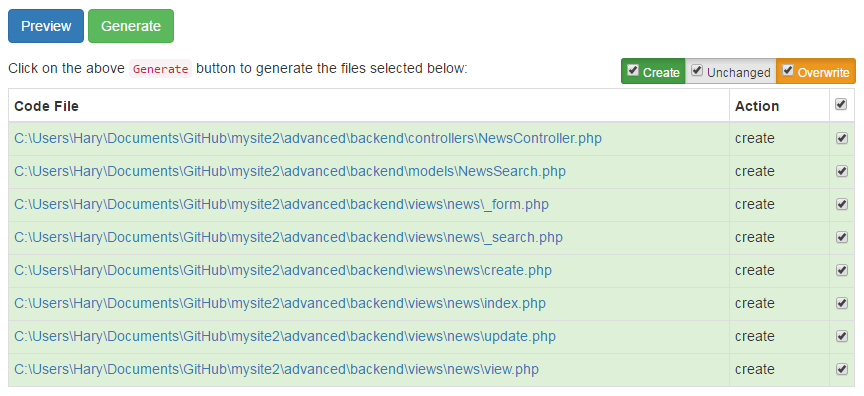 Preview Generate
Click on the above Generate button to generate the files selected below: Create Unchanged Overwrite
Code File Action
C:\Users\Hary\Documents\GitHub\mysite2\advanced\backend\controllers\NewsController.php create
C:\Users\Hary\Documents\GitHub\mysite2\advanced\backend\models\NewsSearch.php create
C:\Users\Hary\Documents\GitHub\mysite2\advanced\backend\views\news\_form.php create
C:\Users\Hary\Documents\GitHub\mysite2\advanced\backend\views\news\_search.php create
C:\Users\Hary\Documents\GitHub\mysite2\advanced\backend\views\news\create.php create
C:\Users\Hary\Documents\GitHub\mysite2\advanced\backend\views\news\index.php create
C:\Users\Hary\Documents\GitHub\mysite2\advanced\backend\views\news\update.php create
C:\Users\Hary\Documents\GitHub\mysite2\advanced\backend\views\news\view.php create